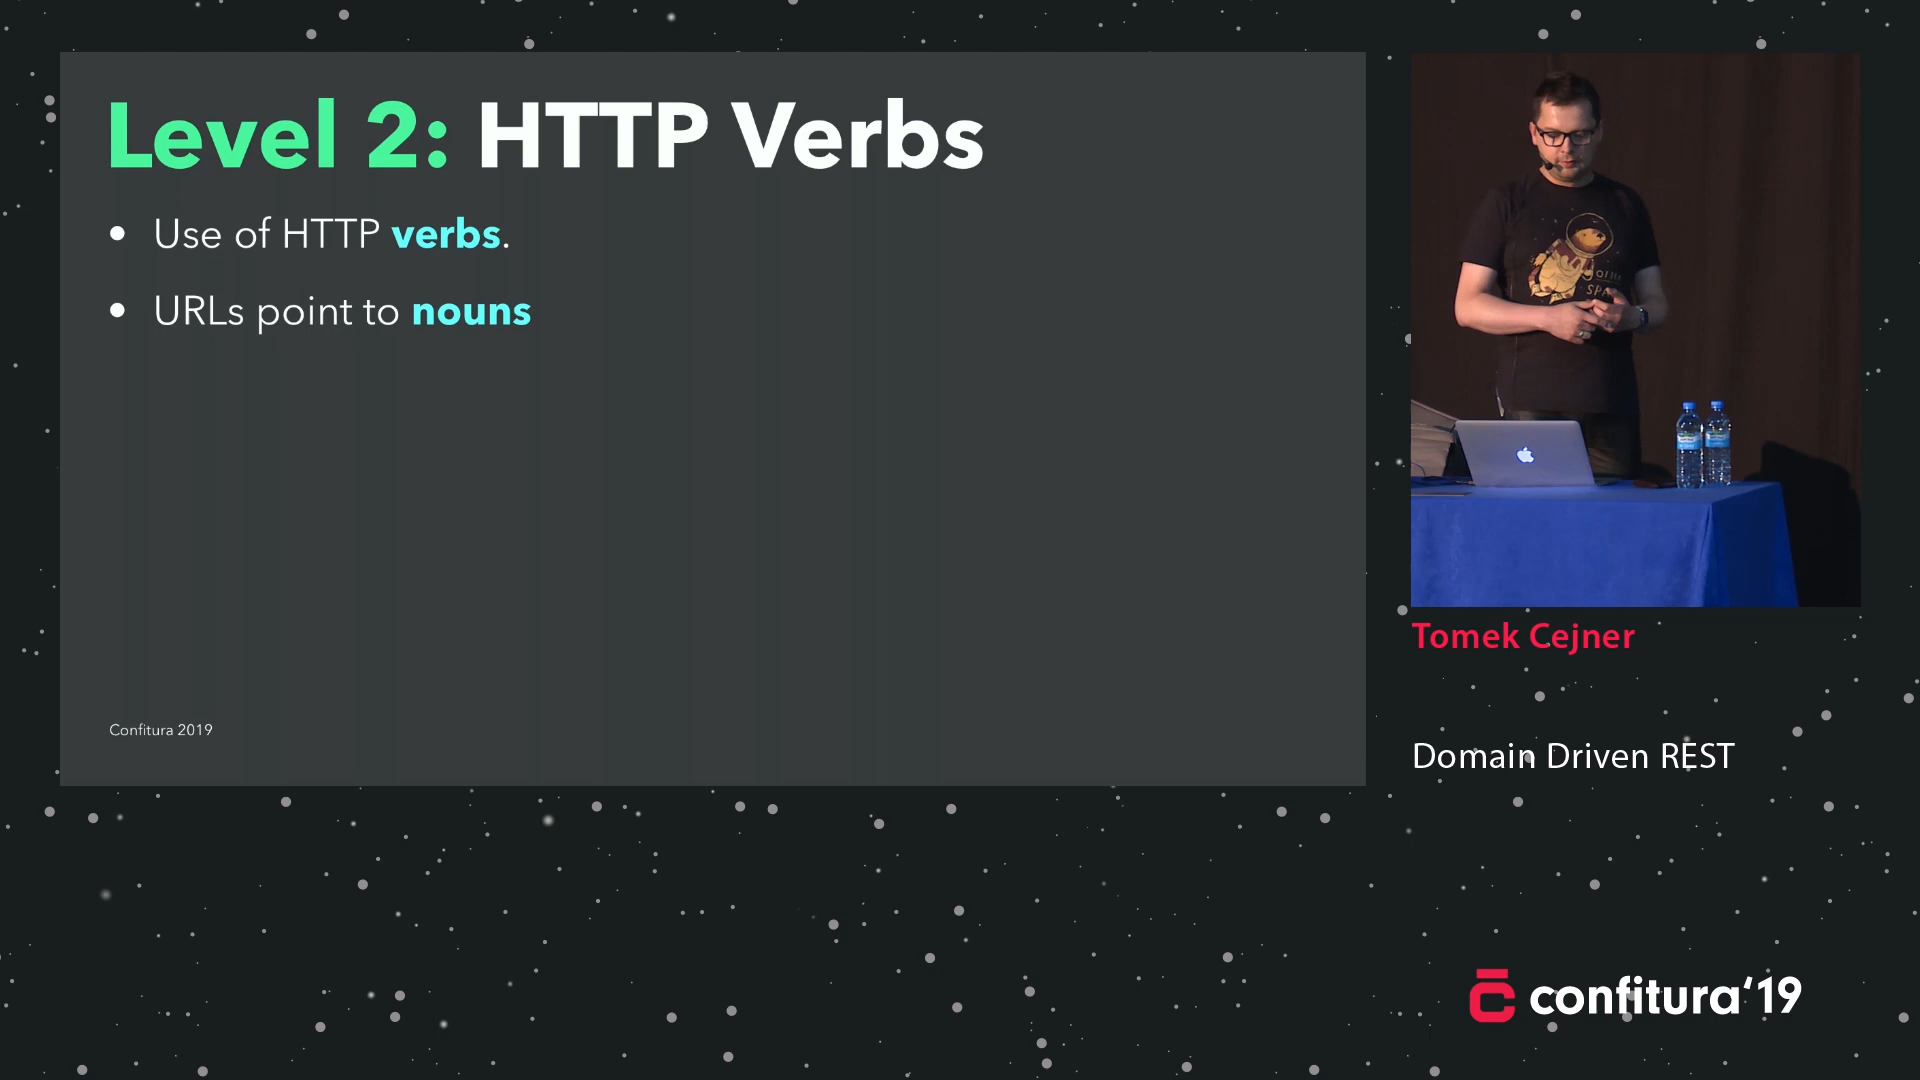 Level 2: HTTP Verbs
• Use of HTTP verbs.
• URLs point to nouns
Confitura 2019
Tomek Cejner
Domain Driven REST
confitura‘19